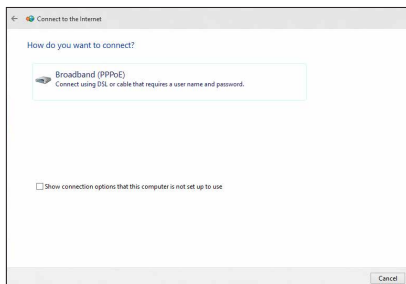 Connect to the Internet
How do you want to connect?
Broadband (PPPoE)
Connect using DSL or cable that requires a user name and password.
Show connection options that this computer is not set up to use
Cancel